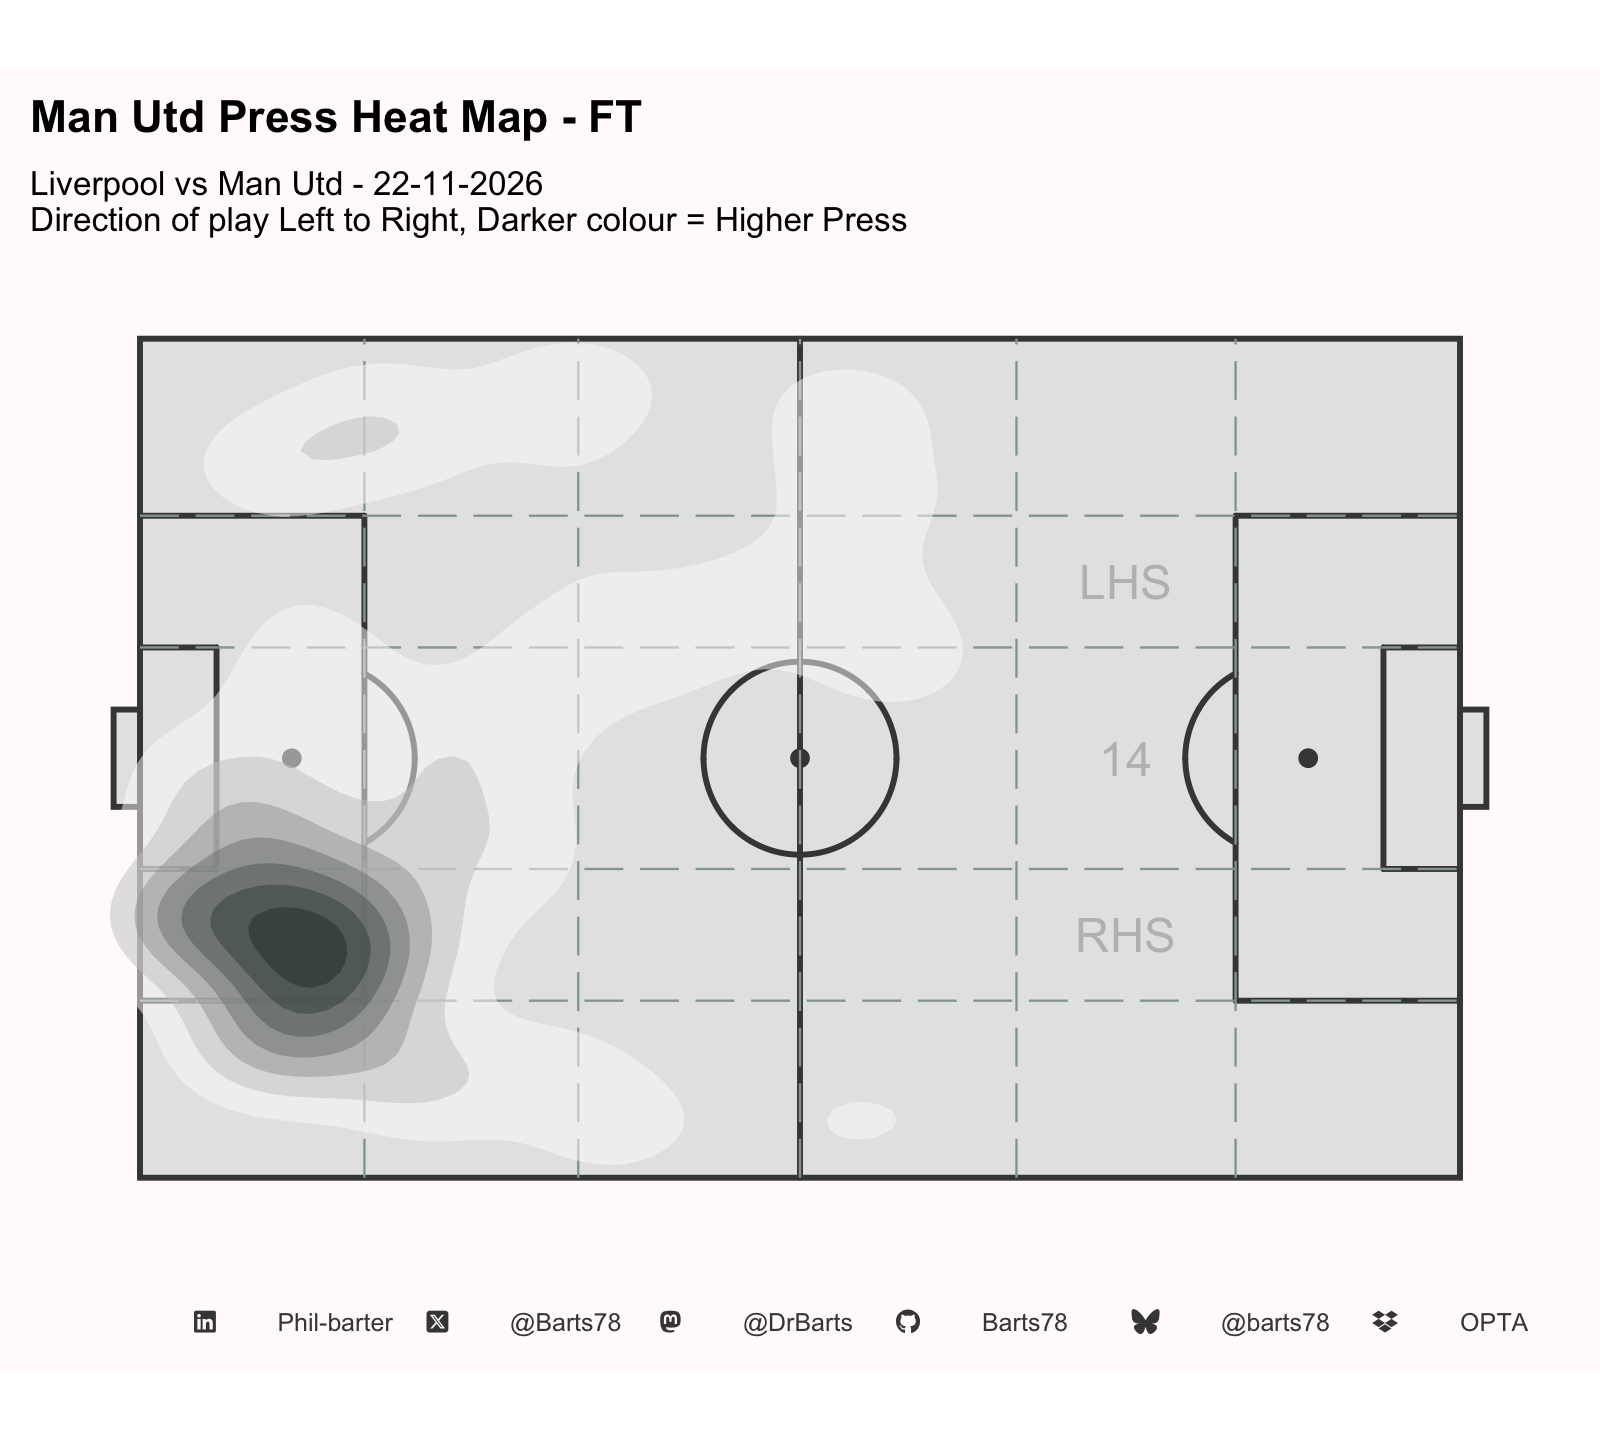 Man Utd Press Heat Map - FT
Liverpool vs Man Utd - 22-11-2026
Direction of play Left to Right, Darker colour = Higher Press
LHS
14
RHS
Phil-barter @Barts78 @DrBarts Barts78 @barts78 OPTA